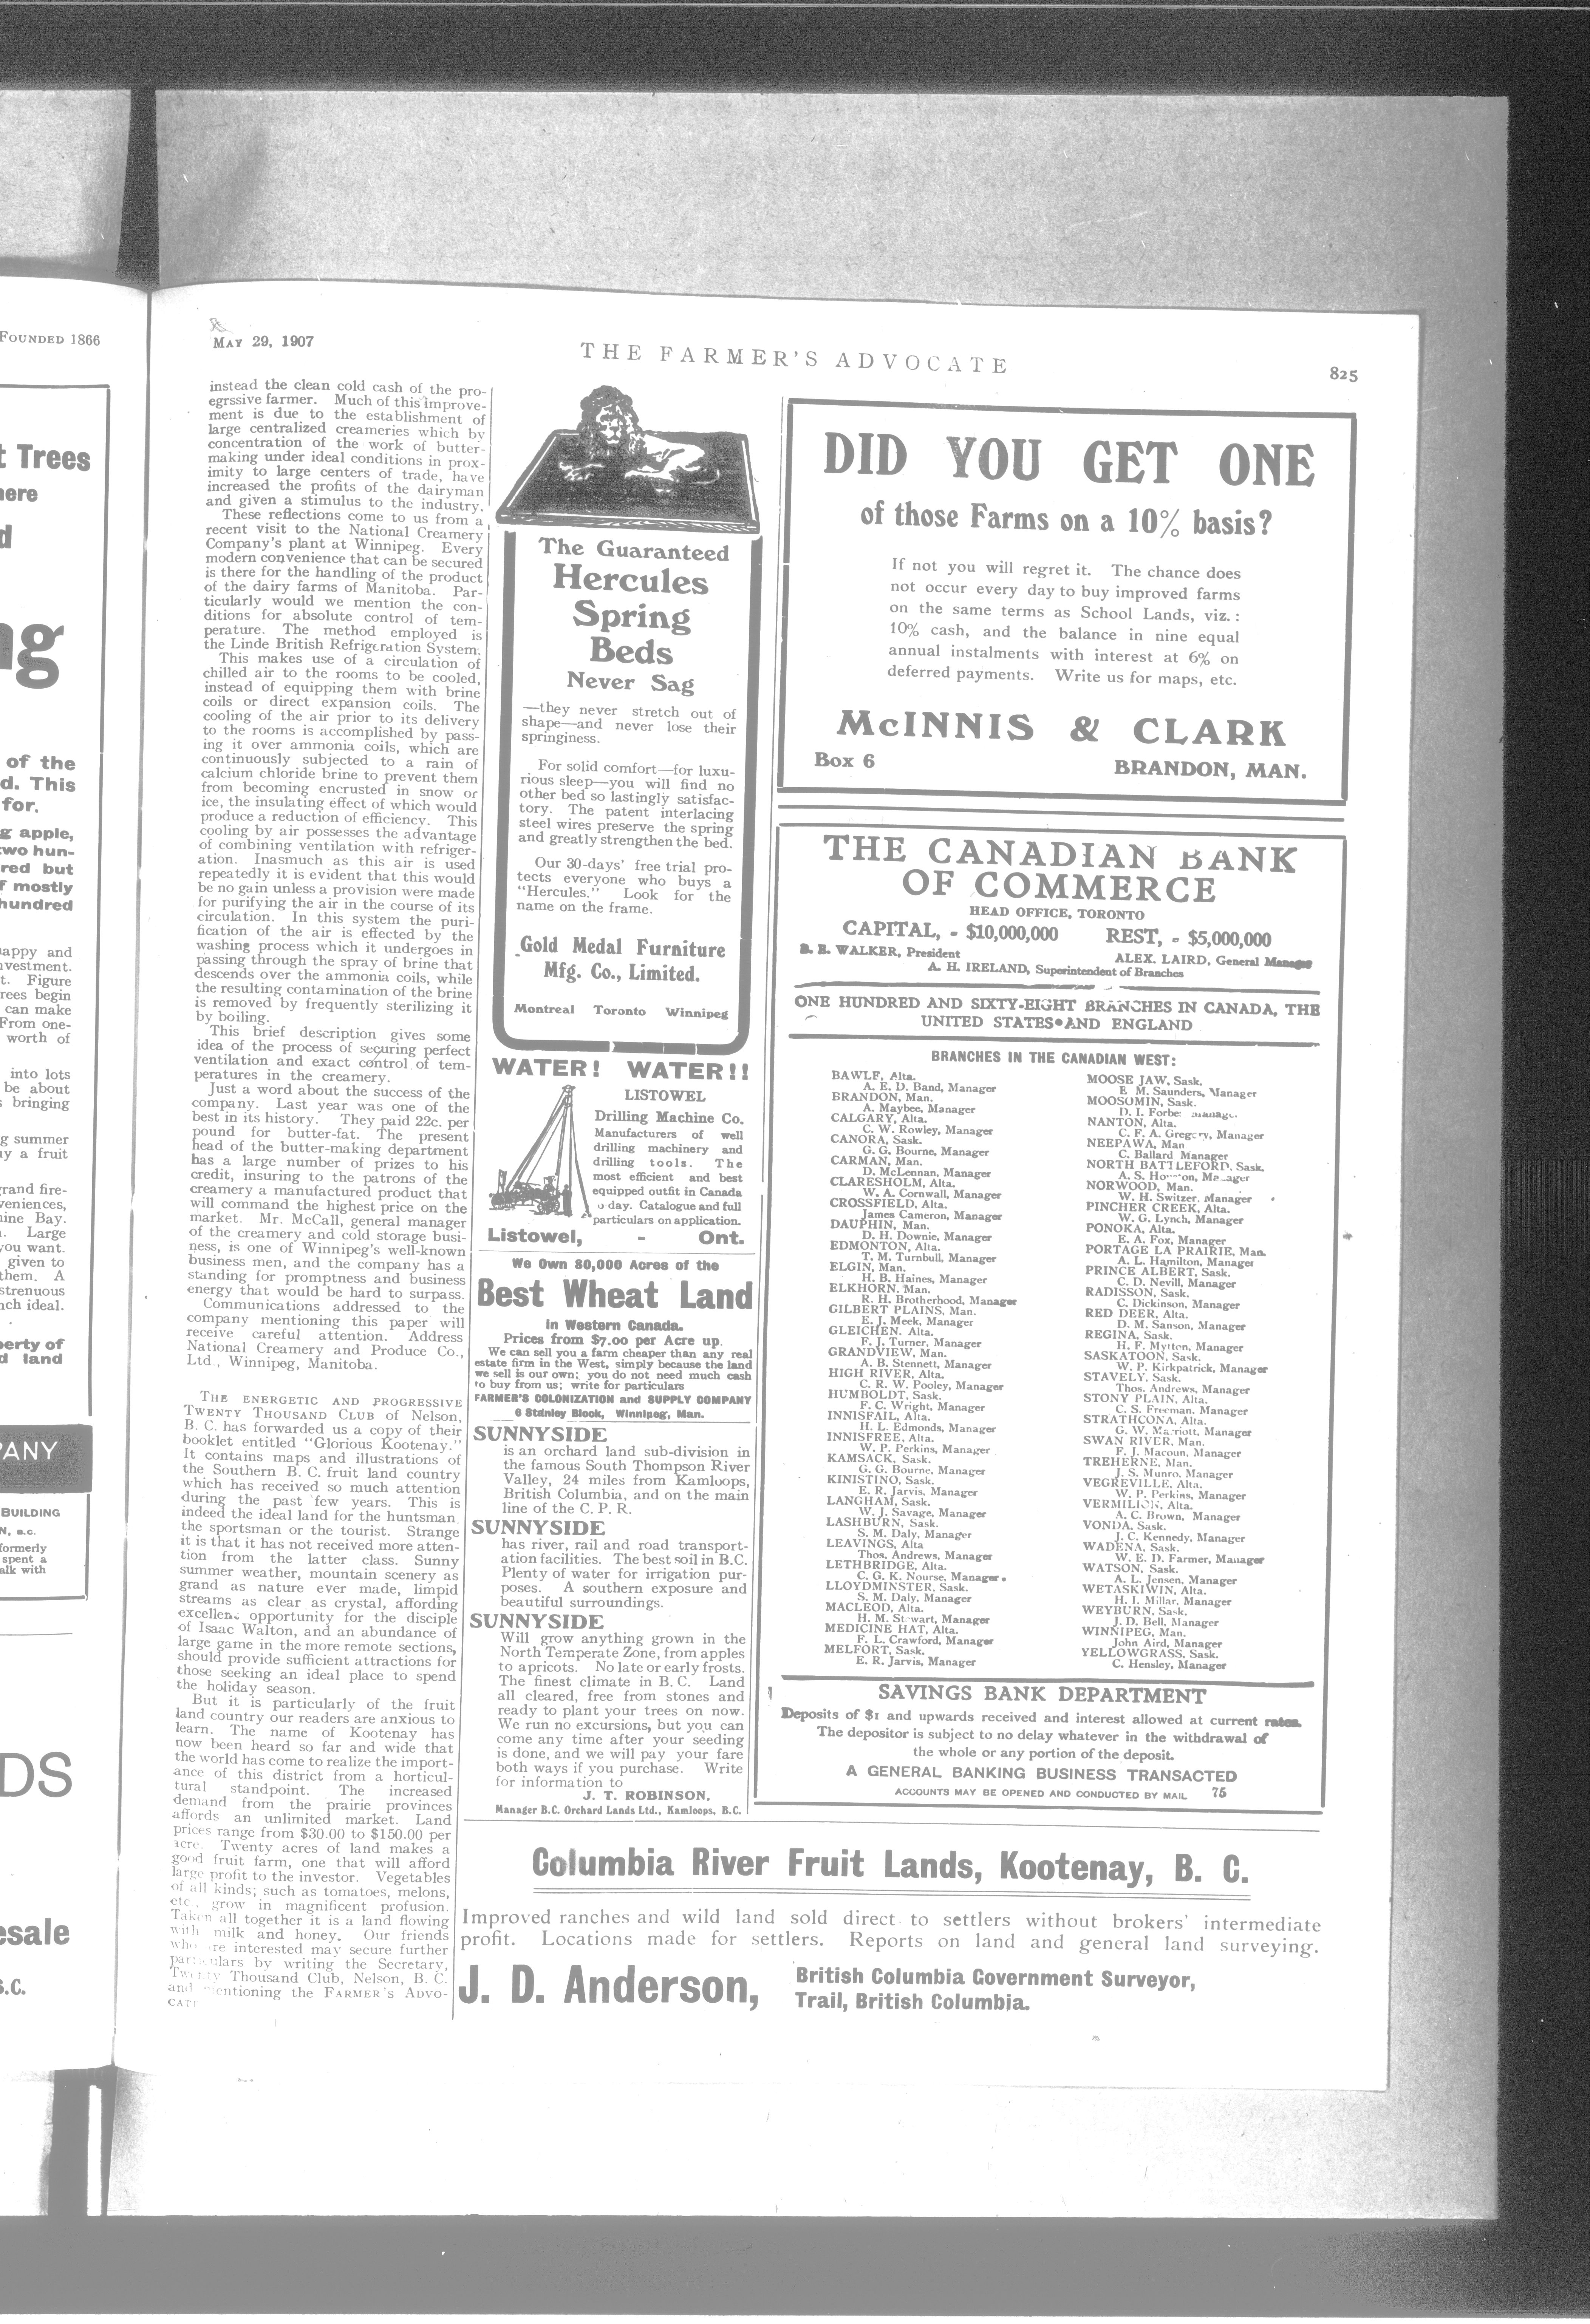 FOUNDED 1866
t Trees
here
d
ng
of the
d. This
for.
g apple,
two hun-
red but
f mostly
hundred
appy and
nvestment.
t. Figure
rees begin
can make
From one-
worth of
into lots
be about
s bringing
g summer
y a fruit
grand fire-
veniences,
ine Bay.
Large
you want.
given to
them. A
strenuous
ch ideal.
perty of
d land
PANY
BUILDING
N, B.C.
formerly
spent a
alk with
DS
esale
B.C.
MAY 29, 1907
THE FARMER'S ADVOCATE
825
instead the clean cold cash of the pro-
egrssive farmer. Much of this improve-
ment is due to the establishment of
large centralized creameries which by
concentration of the work of butter-
making under ideal conditions in prox-
imity to large centers of trade, have
increased the profits of the dairyman
and given a stimulus to the industry.
These reflections come to us from a
recent visit to the National Creamery
Company's plant at Winnipeg. Every
modern convenience that can be secured
is there for the handling of the product
of the dairy farms of Manitoba. Par-
ticularly would we mention the con-
ditions for absolute control of tem-
perature. The method employed is
the Linde British Refrigeration System.
This makes use of a circulation of
chilled air to the rooms to be cooled,
instead of equipping them with brine
coils or direct expansion coils. The
cooling of the air prior to its delivery
to the rooms is accomplished by pass-
ing it over ammonia coils, which are
continuously subjected to a rain of
calcium chloride brine to prevent them
from becoming encrusted in snow or
ice, the insulating effect of which would
produce a reduction of efficiency. This
cooling by air possesses the advantage
of combining ventilation with refriger-
ation. Inasmuch as this air is used
repeatedly it is evident that this would
be no gain unless a provision were made
for purifying the air in the course of its
circulation. In this system the puri-
fication of the air is effected by the
washing process which it undergoes in
passing through the spray of brine that
descends over the ammonia coils, while
the resulting contamination of the brine
is removed by frequently sterilizing it
by boiling.
This brief description gives some
idea of the process of securing perfect
ventilation and exact control of tem-
peratures in the creamery.
Just a word about the success of the
company. Last year was one of the
best in its history. They paid 22c. per
pound for butter-fat. The present
head of the butter-making department
has a large number of prizes to his
credit, insuring to the patrons of the
creamery a manufactured product that
will command the highest price on the
market. Mr. McCall, general manager
of the creamery and cold storage busi-
ness, is one of Winnipeg's well-known
business men, and the company has a
standing for promptness and business
energy that would be hard to surpass.
Communications addressed to the
company mentioning this paper will
receive careful attention. Address
National Creamery and Produce Co.,
Ltd., Winnipeg, Manitoba.
THE ENERGETIC AND PROGRESSIVE
TWENTY THOUSAND CLUB of Nelson,
B. C. has forwarded us a copy of their
booklet entitled "Glorious Kootenay."
It contains maps and illustrations of
the Southern B. C. fruit land country
which has received so much attention
during the past few years. This is
indeed the ideal land for the huntsman
the sportsman or the tourist. Strange
it is that it has not received more atten-
tion from the latter class. Sunny
summer weather, mountain scenery as
grand as nature ever made, limpid
streams as clear as crystal, affording
excellent opportunity for the disciple
of Isaac Walton, and an abundance of
large game in the more remote sections,
should provide sufficient attractions for
those seeking an ideal place to spend
the holiday season.
But it is particularly of the fruit
land country our readers are anxious to
learn. The name of Kootenay has
now been heard so far and wide that
the world has come to realize the import-
ance of this district from a horticul-
tural standpoint. The increased
demand from the prairie provinces
affords an unlimited market. Land
prices range from $30.00 to $150.00 per
acre. Twenty acres of land makes a
good fruit farm, one that will afford
large profit to the investor. Vegetables
of all kinds; such as tomatoes, melons,
etc., grow in magnificent profusion.
Taken all together it is a land flowing
with milk and honey. Our friends
who are interested may secure further
particulars by writing the Secretary,
Twenty Thousand Club, Nelson, B. C.
and mentioning the FARMER'S ADVO-
CATE
The Guaranteed
Hercules
Spring
Beds
Never Sag
—they never stretch out of
shape—and never lose their
springiness.
For solid comfort—for luxu-
rious sleep—you will find no
other bed so lastingly satisfac-
tory. The patent interlacing
steel wires preserve the spring
and greatly strengthen the bed.
Our 30-days' free trial pro-
tects everyone who buys a
"Hercules." Look for the
name on the frame.
Gold Medal Furniture
Mfg. Co., Limited.
Montreal Toronto Winnipeg
WATER! WATER!!
LISTOWEL
Drilling Machine Co.
Manufacturers of well
drilling machinery and
drilling tools. The
most efficient and best
equipped outfit in Canada
o day. Catalogue and full
particulars on application.
Listowel, - Ont.
We Own 80,000 Acres of the
Best Wheat Land
in Western Canada.
Prices from $7.00 per Acre up.
We can sell you a farm cheaper than any real
estate firm in the West, simply because the land
we sell is our own; you do not need much cash
to buy from us; write for particulars
FARMER'S COLONIZATION and SUPPLY COMPANY
6 Stanley Block, Winnipeg, Man.
SUNNYSIDE
is an orchard land sub-division in
the famous South Thompson River
Valley, 24 miles from Kamloops,
British Columbia, and on the main
line of the C. P. R.
SUNNYSIDE
has river, rail and road transport-
ation facilities. The best soil in B.C.
Plenty of water for irrigation pur-
poses. A southern exposure and
beautiful surroundings.
SUNNYSIDE
Will grow anything grown in the
North Temperate Zone, from apples
to apricots. No late or early frosts.
The finest climate in B. C. Land
all cleared, free from stones and
ready to plant your trees on now.
We run no excursions, but you can
come any time after your seeding
is done, and we will pay your fare
both ways if you purchase. Write
for information to
J. T. ROBINSON,
Manager B.C. Orchard Lands Ltd., Kamloops, B.C.
DID YOU GET ONE
of those Farms on a 10% basis?
If not you will regret it. The chance does
not occur every day to buy improved farms
on the same terms as School Lands, viz.:
10% cash, and the balance in nine equal
annual instalments with interest at 6% on
deferred payments. Write us for maps, etc.
McINNIS & CLARK
Box 6 BRANDON, MAN.
THE CANADIAN BANK
OF COMMERCE
HEAD OFFICE, TORONTO
CAPITAL, - $10,000,000 REST, - $5,000,000
B. E. WALKER, President ALEX. LAIRD, General Manager
A. H. IRELAND, Superintendent of Branches
ONE HUNDRED AND SIXTY-EIGHT BRANCHES IN CANADA, THE
UNITED STATES AND ENGLAND
BRANCHES IN THE CANADIAN WEST:
BAWLF, Alta.
A. E. D. Band, Manager
BRANDON, Man.
A. Maybee, Manager
CALGARY, Alta.
C. W. Rowley, Manager
CANORA, Sask.
G. G. Bourne, Manager
CARMAN, Man.
D. McLennan, Manager
CLARESHOLM, Alta.
W. A. Cornwall, Manager
CROSSFIELD, Alta.
James Cameron, Manager
DAUPHIN, Man.
D. H. Downie, Manager
EDMONTON, Alta.
T. M. Turnbull, Manager
ELGIN, Man.
H. B. Haines, Manager
ELKHORN, Man.
R. H. Brotherhood, Manager
GILBERT PLAINS, Man.
E. J. Meek, Manager
GLEICHEN. Alta.
F. J. Turner, Manager
GRANDVIEW, Man.
A. B. Stennett, Manager
HIGH RIVER, Alta.
C. R. W. Pooley, Manager
HUMBOLDT, Sask.
F. C. Wright, Manager
INNISFAIL, Alta.
H. L. Edmonds, Manager
INNISFREE, Alta.
W. P. Perkins, Manager
KAMSACK, Sask.
G. G. Bourne, Manager
KINISTINO, Sask.
E. R. Jarvis, Manager
LANGHAM, Sask.
W. J. Savage, Manager
LASHBURN, Sask.
S. M. Daly, Manager
LEAVINGS, Alta
Thos. Andrews, Manager
LETHBRIDGE, Alta.
C. G. K. Nourse, Manager.
LLOYDMINSTER, Sask.
S. M. Daly, Manager
MACLEOD, Alta.
H. M. Stewart, Manager
MEDICINE HAT, Alta.
F. L. Crawford, Manager
MELFORT, Sask.
E. R. Jarvis, Manager
MOOSE JAW, Sask.
E M. Saunders, Manager
MOOSOMIN, Sask.
D. I. Forbes
NANTON, Alta.
C. F. A. Gregory, Manager
NEEPAWA, Man
C. Ballard Manager
NORTH BATTLEFORD, Sask.
A. S. Houston, Manager
NORWOOD, Man.
W. H. Switzer, Manager
PINCHER CREEK, Alta.
W. G. Lynch, Manager
PONOKA, Alta.
E. A. Fox, Manager
PORTAGE LA PRAIRIE, Man.
A. L. Hamilton, Manager
PRINCE ALBERT, Sask.
C. D. Nevill, Manager
RADISSON, Sask.
C. Dickinson, Manager
RED DEER, Alta.
D. M. Sanson, Manager
REGINA, Sask.
H. F. Mytton, Manager
SASKATOON, Sask.
W. P. Kirkpatrick, Manager
STAVELY, Sask.
Thos. Andrews, Manager
STONY PLAIN, Alta.
C. S. Freeman, Manager
STRATHCONA, Alta.
G. W. Marriott, Manager
SWAN RIVER, Man.
F. J. Macoun, Manager
TREHERNE, Man.
J. S. Munro, Manager
VEGREVILLE, Alta.
W. P. Perkins, Manager
VERMILION, Alta.
A. C. Brown, Manager
VONDA, Sask.
J. C. Kennedy, Manager
WADENA, Sask.
W. E. D. Farmer, Manager
WATSON, Sask.
A. L. Jensen, Manager
WETASKIWIN, Alta.
H. I. Millar, Manager
WEYBURN, Sask.
J. D. Bell, Manager
WINNIPEG, Man.
John Aird, Manager
YELLOWGRASS, Sask.
C. Hensley, Manager
SAVINGS BANK DEPARTMENT
Deposits of $1 and upwards received and interest allowed at current rates.
The depositor is subject to no delay whatever in the withdrawal of
the whole or any portion of the deposit.
A GENERAL BANKING BUSINESS TRANSACTED
ACCOUNTS MAY BE OPENED AND CONDUCTED BY MAIL 75
Columbia River Fruit Lands, Kootenay, B. C.
Improved ranches and wild land sold direct to settlers without brokers' intermediate
profit. Locations made for settlers. Reports on land and general land surveying.
J. D. Anderson, British Columbia Government Surveyor,
Trail, British Columbia.